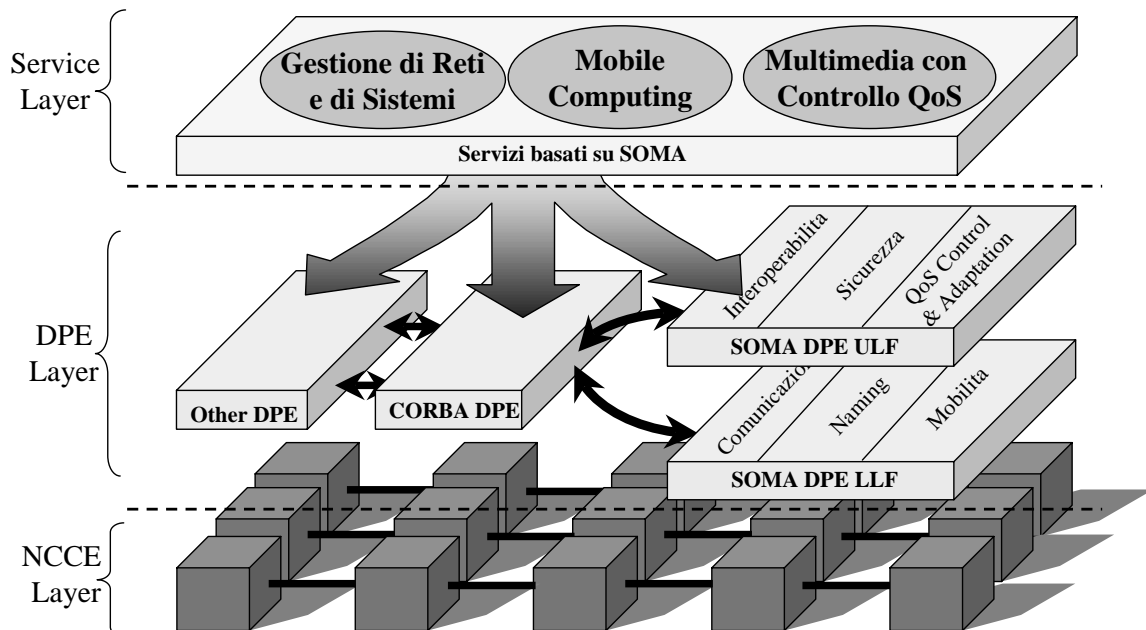 Service
Layer
Gestione di Reti
e di Sistemi
Mobile
Computing
Multimedia con
Controllo QoS
Servizi basati su SOMA
DPE
Layer
Other DPE
CORBA DPE
Interoperabilita
Sicurezza
QoS Control
& Adaptation
SOMA DPE ULF
Comunicazion
Naming
Mobilita
SOMA DPE LLF
NCCE
Layer